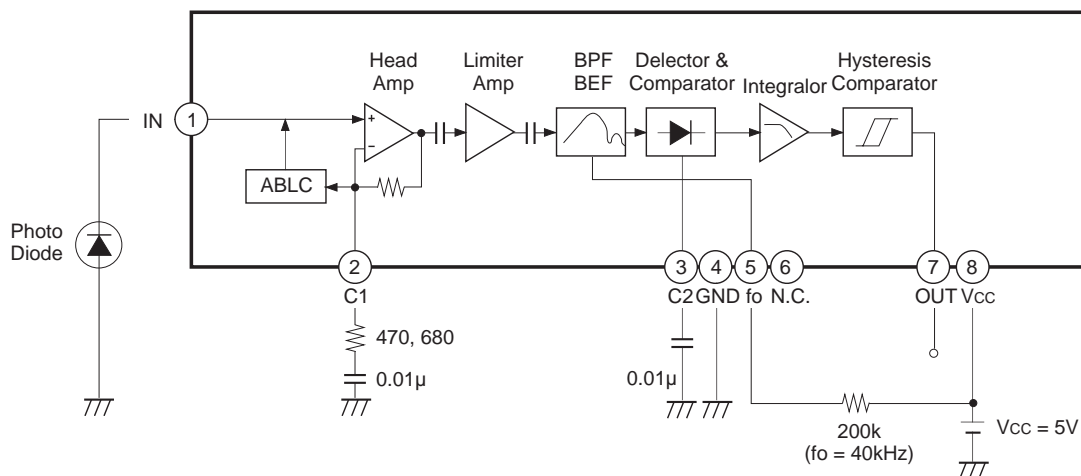 Head
Amp
Limiter
Amp
BPF
BEF
Delector &
Comparator
Integralor
Hysteresis
Comparator
IN
1
+
−
ABLC
Photo
Diode
2
3
4
5
6
7
8
C1
C2 GND fo N.C.
OUT Vcc
470, 680
0.01μ
0.01μ
200k
(fo = 40kHz)
Vcc = 5V